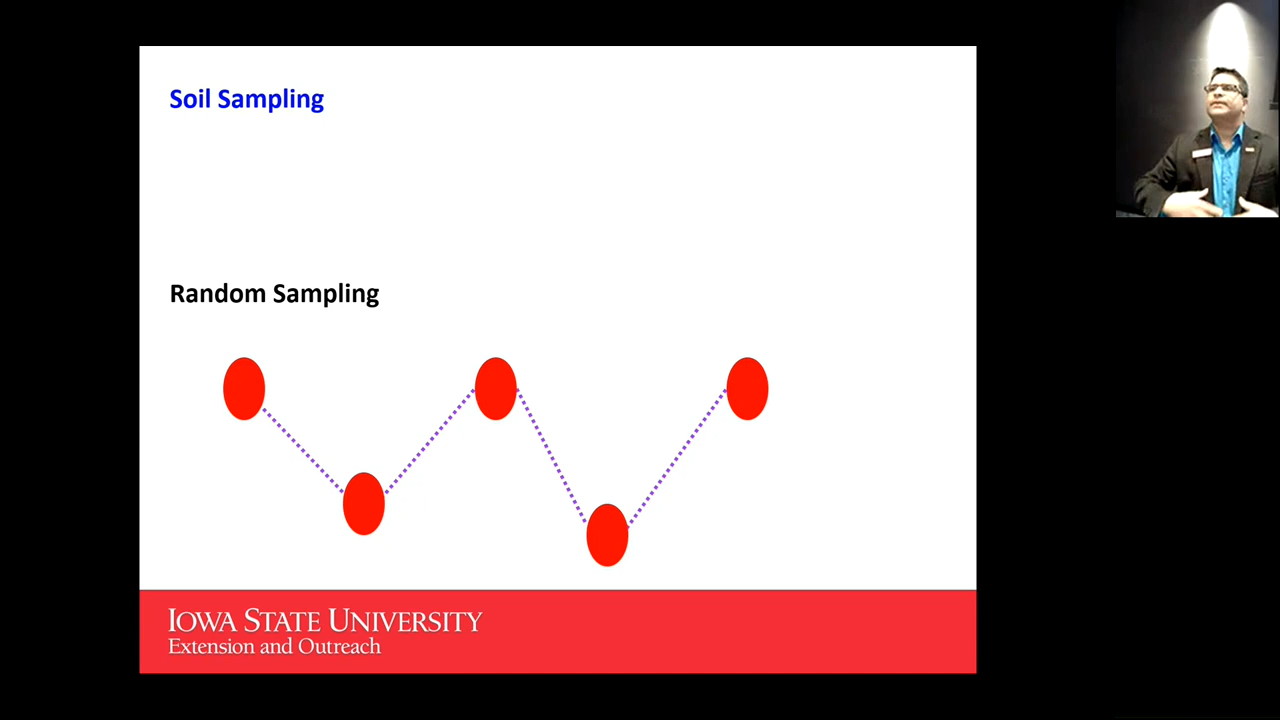 Soil Sampling
Random Sampling
IOWA STATE UNIVERSITY
Extension and Outreach